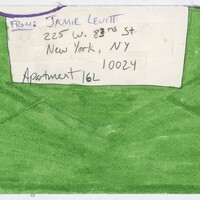 FROM: JAMIE LEVITT
225 W. 83rd St.
New York, NY
10024
Apartment 16L